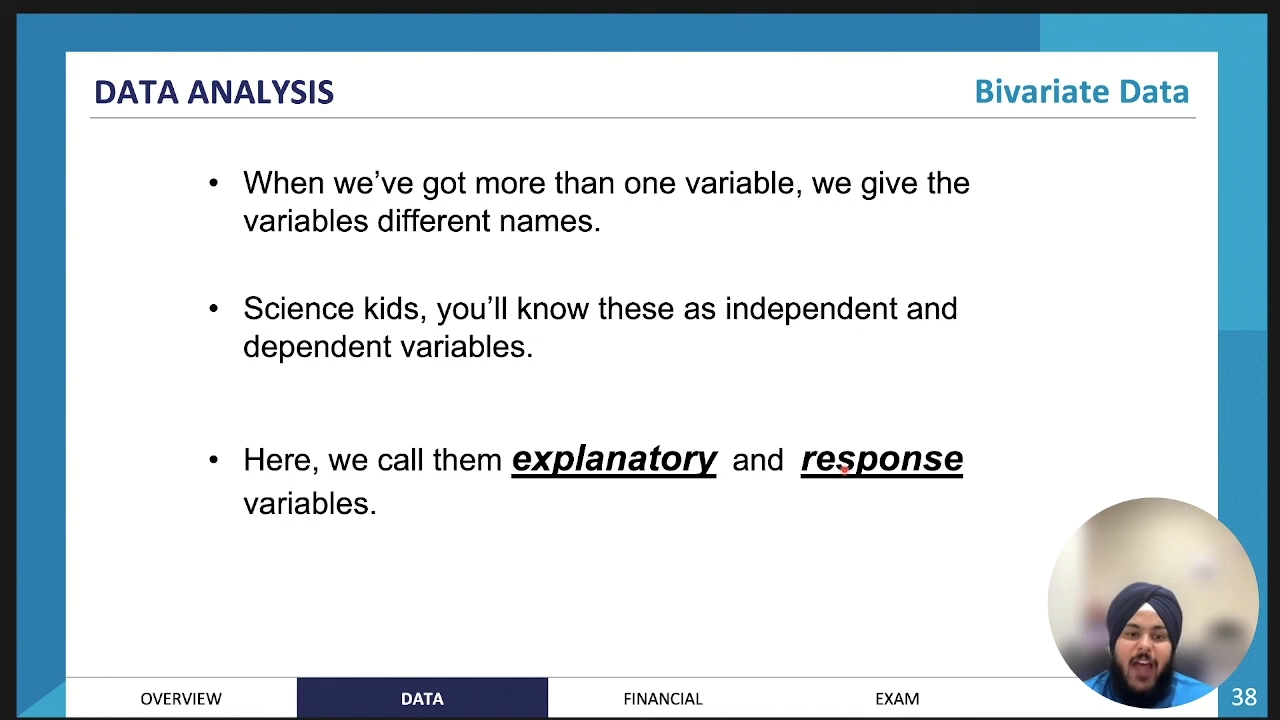 DATA ANALYSIS
Bivariate Data
• When we’ve got more than one variable, we give the
variables different names.
• Science kids, you’ll know these as independent and
dependent variables.
• Here, we call them explanatory and response
variables.
OVERVIEW
DATA
FINANCIAL
EXAM
38